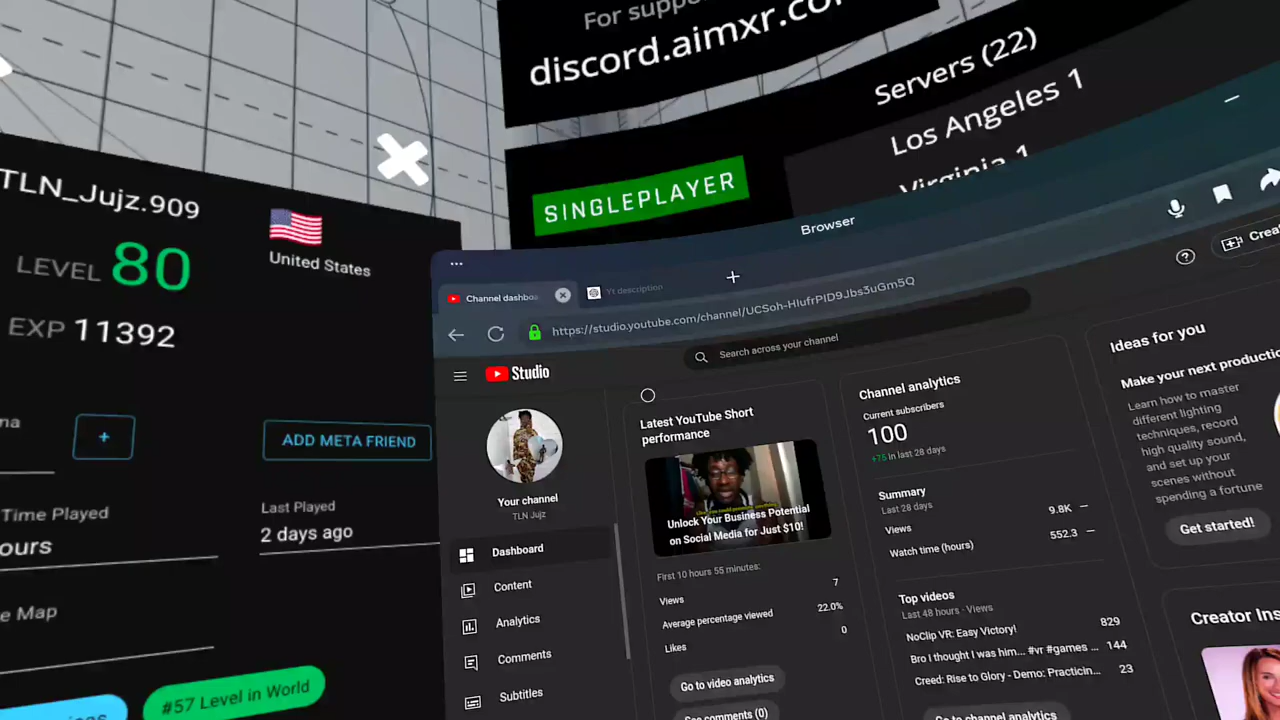 For suppo
discord.aimxr.co
Servers (22)
Los Angeles 1
Virginia 1
SINGLEPLAYER
TLN_Jujz.909
United States
LEVEL 80
EXP 11392
+
ADD META FRIEND
Time Played
ours
Last Played
2 days ago
e Map
#57 Level in World
Browser
Channel dashbo
Yt description
https://studio.youtube.com/channel/UCSoh-HIufrPID9Jbs3uGm5Q
Studio
Search across your channel
Crea
Your channel
TLN Jujz
Dashboard
Content
Analytics
Comments
Subtitles
Latest YouTube Short
performance
Unlock Your Business Potential
on Social Media for Just $10!
First 10 hours 55 minutes:
Views 7
Average percentage viewed 22.0%
Likes 0
Go to video analytics
See comments (0)
Channel analytics
Current subscribers
100
+75 in last 28 days
Summary
Last 28 days
Views 9.8K —
Watch time (hours) 552.3 —
Top videos
Last 48 hours · Views
NoClip VR: Easy Victory! 829
Bro I thought I was him... #vr #games ... 144
Creed: Rise to Glory - Demo: Practicin... 23
Go to channel analytics
Ideas for you
Make your next productio
Learn how to master
different lighting
techniques, record
high quality sound,
and set up your
scenes without
spending a fortune
Get started!
Creator Ins